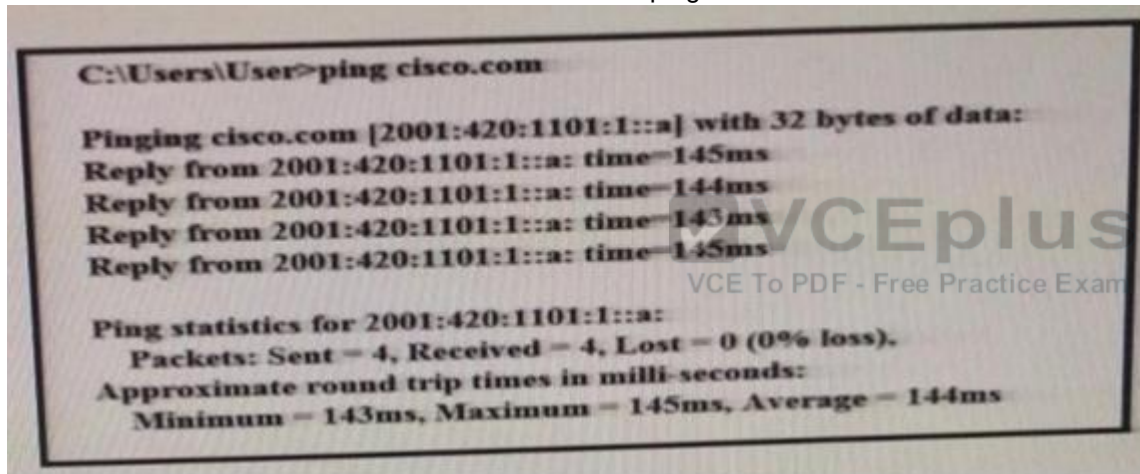 C:\Users\User>ping cisco.com
Pinging cisco.com [2001:420:1101:1::a] with 32 bytes of data:
Reply from 2001:420:1101:1::a: time=145ms
Reply from 2001:420:1101:1::a: time=144ms
Reply from 2001:420:1101:1::a: time=143ms
Reply from 2001:420:1101:1::a: time=145ms
VCEplus
VCE To PDF - Free Practice Exam
Ping statistics for 2001:420:1101:1::a:
Packets: Sent = 4, Received = 4, Lost = 0 (0% loss).
Approximate round trip times in milli-seconds:
Minimum = 143ms, Maximum = 145ms, Average = 144ms